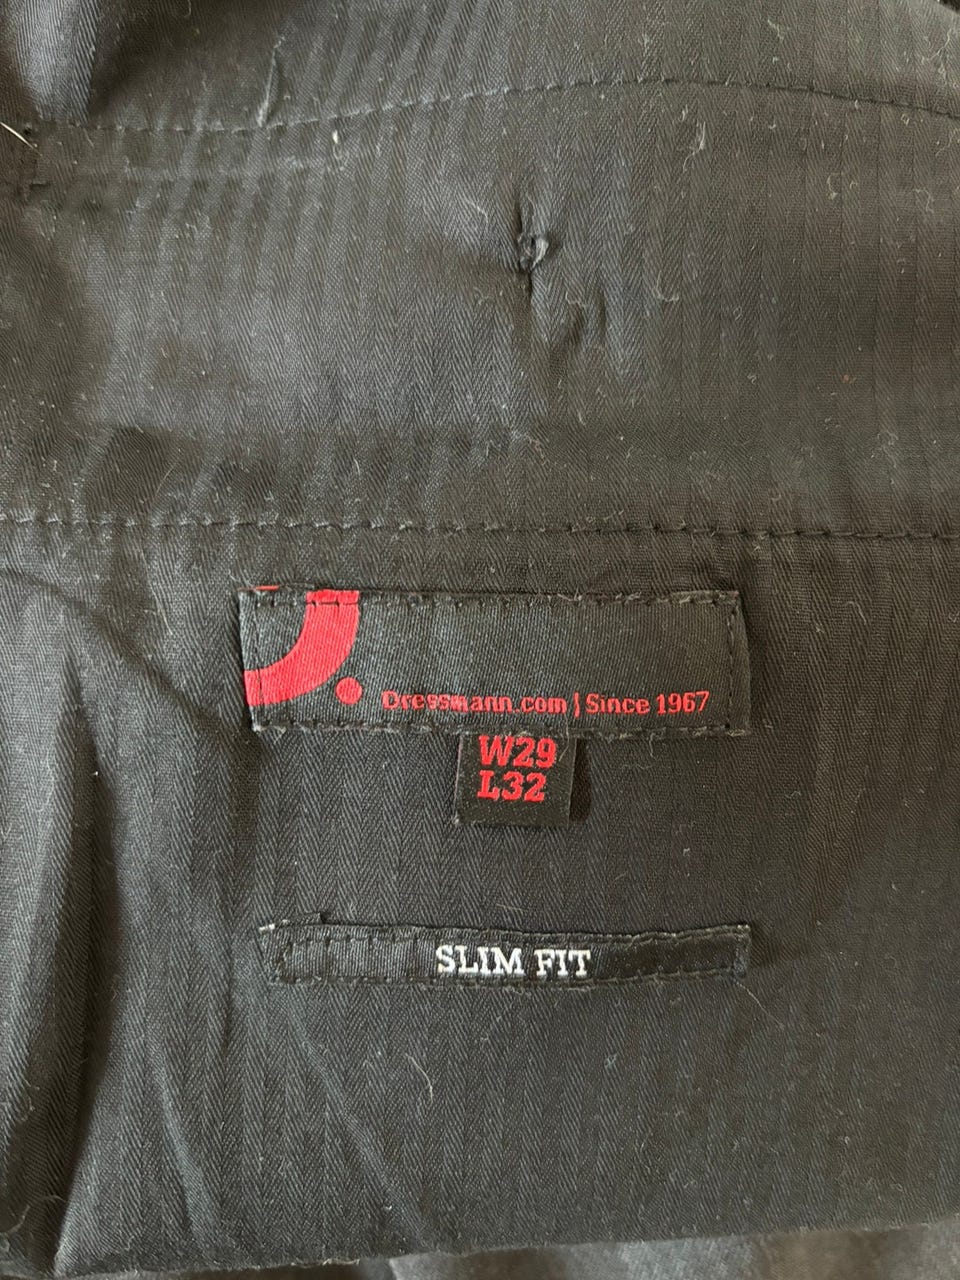 Dressmann.com | Since 1967
W29
L32
SLIM FIT